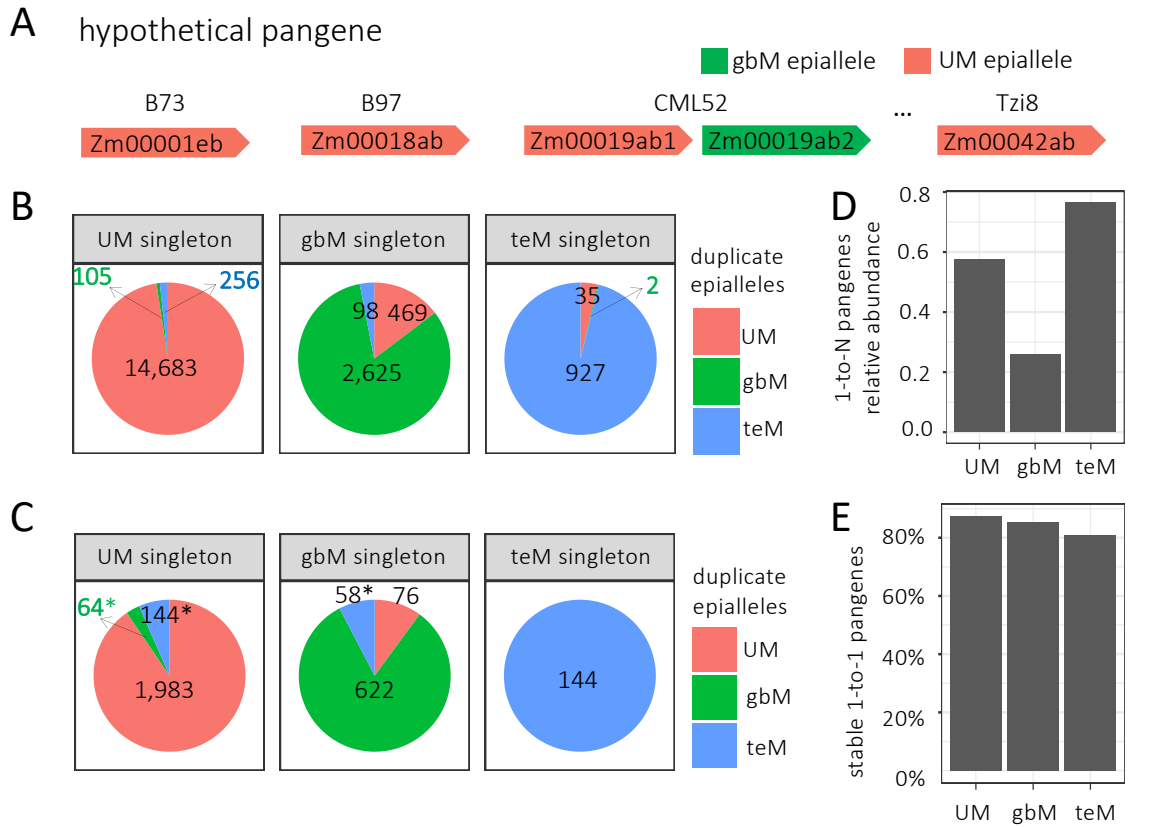 A
hypothetical pangene
gbM epiallele
UM epiallele
B73
B97
CML52
...
Tzi8
Zm00001eb
Zm00018ab
Zm00019ab1
Zm00019ab2
Zm00042ab
B
UM singleton
gbM singleton
teM singleton
105
256
14,683
98
469
2,625
35
2
927
duplicate
epialleles
UM
gbM
teM
D
1-to-N pangenes
relative abundance
0.8
0.6
0.4
0.2
0.0
UM
gbM
teM
C
UM singleton
gbM singleton
teM singleton
64*
144*
1,983
58*
76
622
144
duplicate
epialleles
UM
gbM
teM
E
stable 1-to-1 pangenes
80%
60%
40%
20%
0%
UM
gbM
teM